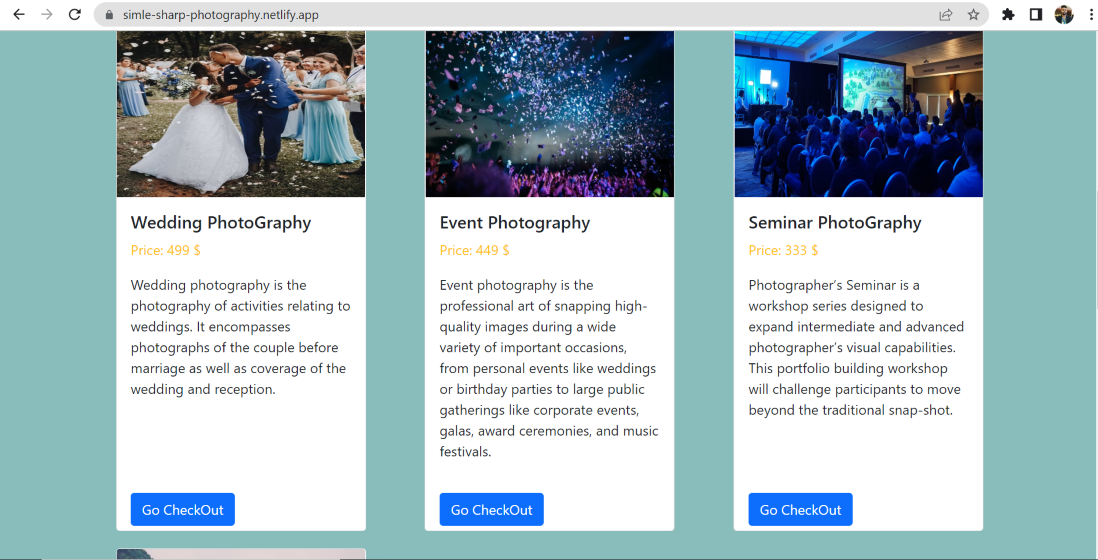 simle-sharp-photography.netlify.app
Wedding PhotoGraphy
Price: 499 $
Wedding photography is the
photography of activities relating to
weddings. It encompasses
photographs of the couple before
marriage as well as coverage of the
wedding and reception.
Go CheckOut
Event Photography
Price: 449 $
Event photography is the
professional art of snapping high-
quality images during a wide
variety of important occasions,
from personal events like weddings
or birthday parties to large public
gatherings like corporate events,
galas, award ceremonies, and music
festivals.
Go CheckOut
Seminar PhotoGraphy
Price: 333 $
Photographer’s Seminar is a
workshop series designed to
expand intermediate and advanced
photographer’s visual capabilities.
This portfolio building workshop
will challenge participants to move
beyond the traditional snap-shot.
Go CheckOut